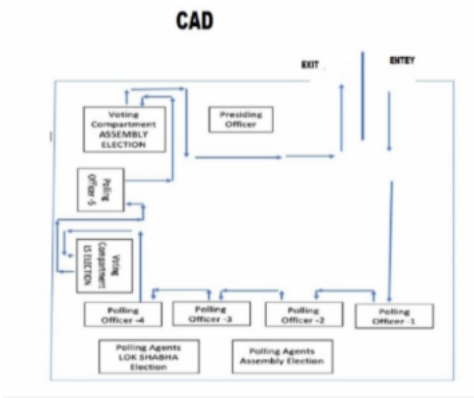 CAD
EXIT
ENTEY
Voting
Compartment
ASSEMBLY
ELECTION
Presiding
Officer
Polling
Officer -5
Voting
Compartment
LS ELECTION
Polling
Officer -4
Polling
Officer -3
Polling
Officer -2
Polling
Officer -1
Polling Agents
LOK SHABHA
Election
Polling Agents
Assembly Election